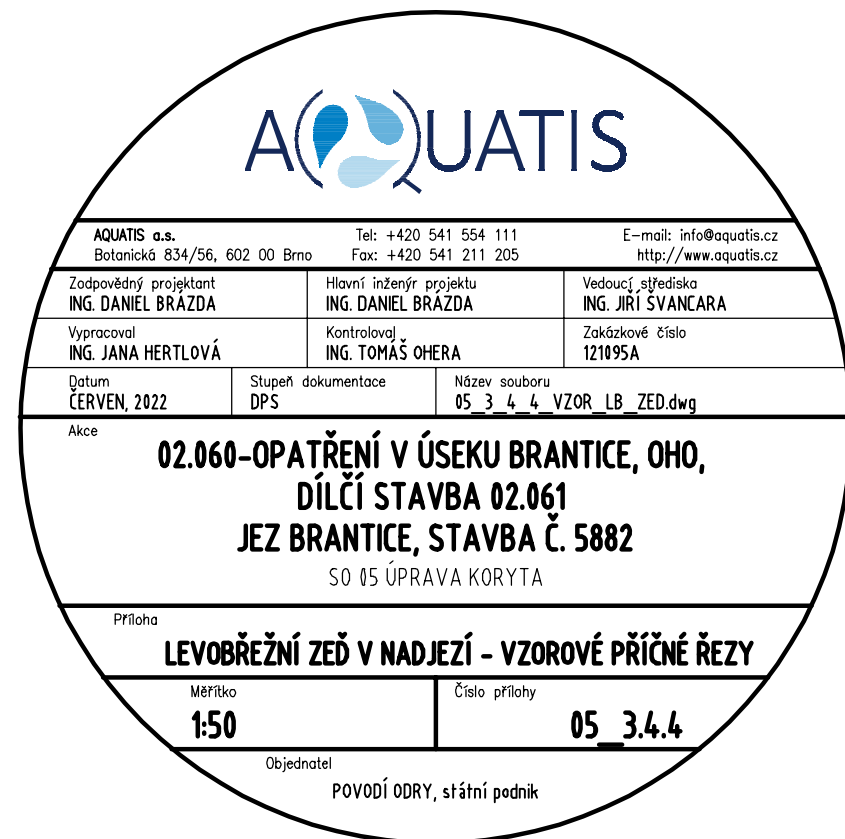 AQUATIS
AQUATIS a.s. Tel: +420 541 554 111 E-mail: info@aquatis.cz
Botanická 834/56, 602 00 Brno Fax: +420 541 211 205 http://www.aquatis.cz
Zodpovědný projektant Hlavní inženýr projektu Vedoucí střediska
ING. DANIEL BRÁZDA ING. DANIEL BRÁZDA ING. JIŘÍ ŠVANCARA
Vypracoval Kontroloval Zakázkové číslo
ING. JANA HERTLOVÁ ING. TOMÁŠ OHERA 121095A
Datum Stupeň dokumentace Název souboru
ČERVEN, 2022 DPS 05_3_4_4_VZOR_LB_ZED.dwg
Akce
02.060-OPATŘENÍ V ÚSEKU BRANTICE, OHO,
DÍLČÍ STAVBA 02.061
JEZ BRANTICE, STAVBA Č. 5882
SO 05 ÚPRAVA KORYTA
Příloha
LEVOBŘEŽNÍ ZEĎ V NADJEZÍ - VZOROVÉ PŘÍČNÉ ŘEZY
Měřítko Číslo přílohy
1:50 05_3.4.4
Objednatel
POVODÍ ODRY, státní podnik